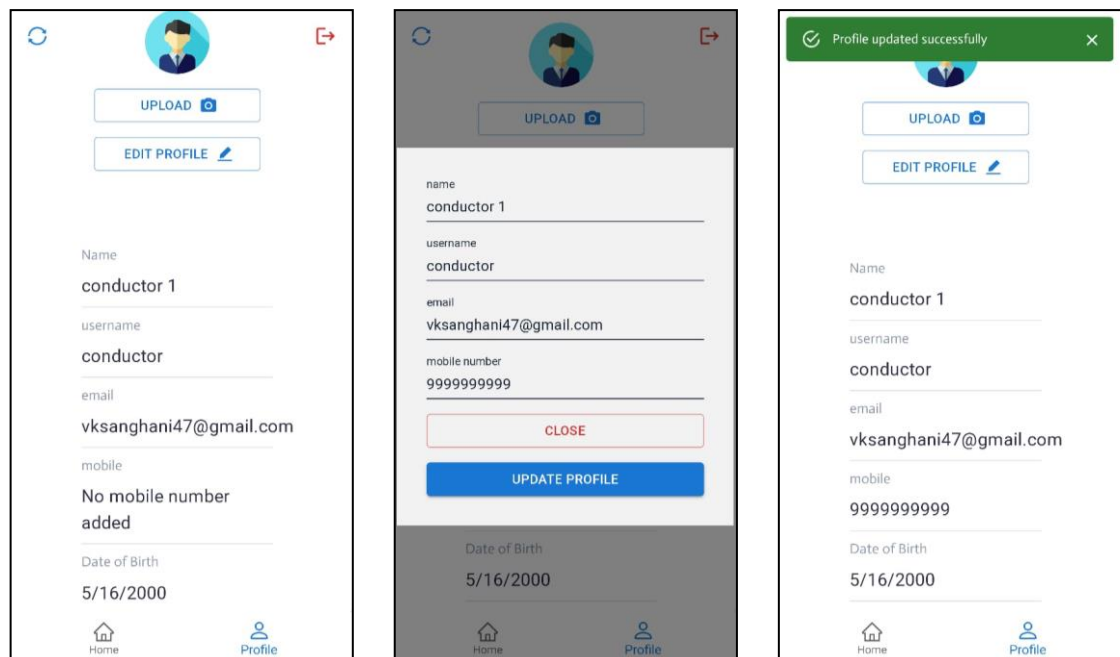 UPLOAD
EDIT PROFILE
Name
conductor 1
username
conductor
email
vksanghani47@gmail.com
mobile
No mobile number
added
Date of Birth
5/16/2000
Home
Profile
UPLOAD
name
conductor 1
username
conductor
email
vksanghani47@gmail.com
mobile number
9999999999
CLOSE
UPDATE PROFILE
Date of Birth
5/16/2000
Home
Profile
Profile updated successfully
UPLOAD
EDIT PROFILE
Name
conductor 1
username
conductor
email
vksanghani47@gmail.com
mobile
9999999999
Date of Birth
5/16/2000
Home
Profile